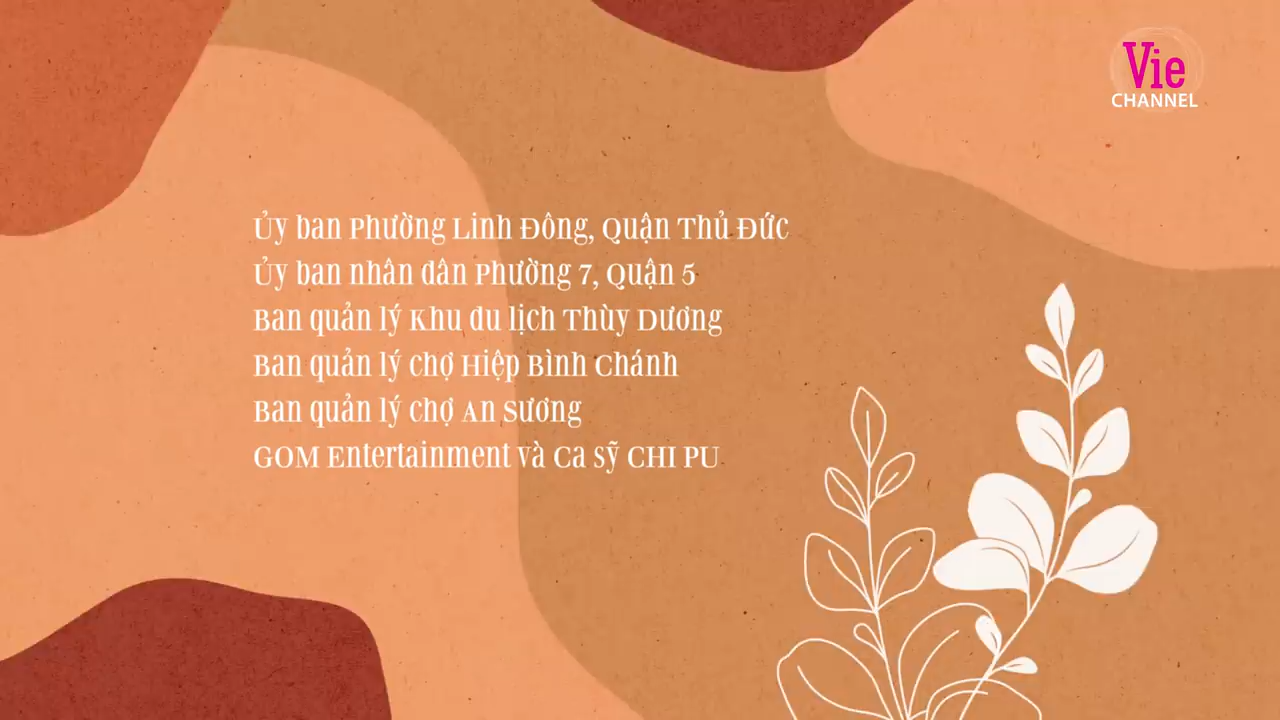 Vie
CHANNEL
Ủy ban Phường Linh Đông, Quận Thủ Đức
Ủy ban nhân dân Phường 7, Quận 5
Ban quản lý Khu du lịch Thùy Dương
Ban quản lý chợ Hiệp Bình Chánh
Ban quản lý chợ An Sương
GOM Entertainment và Ca sỹ CHI PU